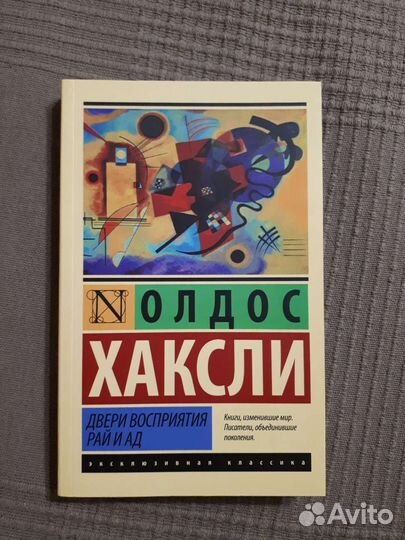 N ОЛДОС
ХАКСЛИ
ДВЕРИ ВОСПРИЯТИЯ
РАЙ И АД
Книги, изменившие мир.
Писатели, объединившие
поколения.
эксклюзивная классика
Avito